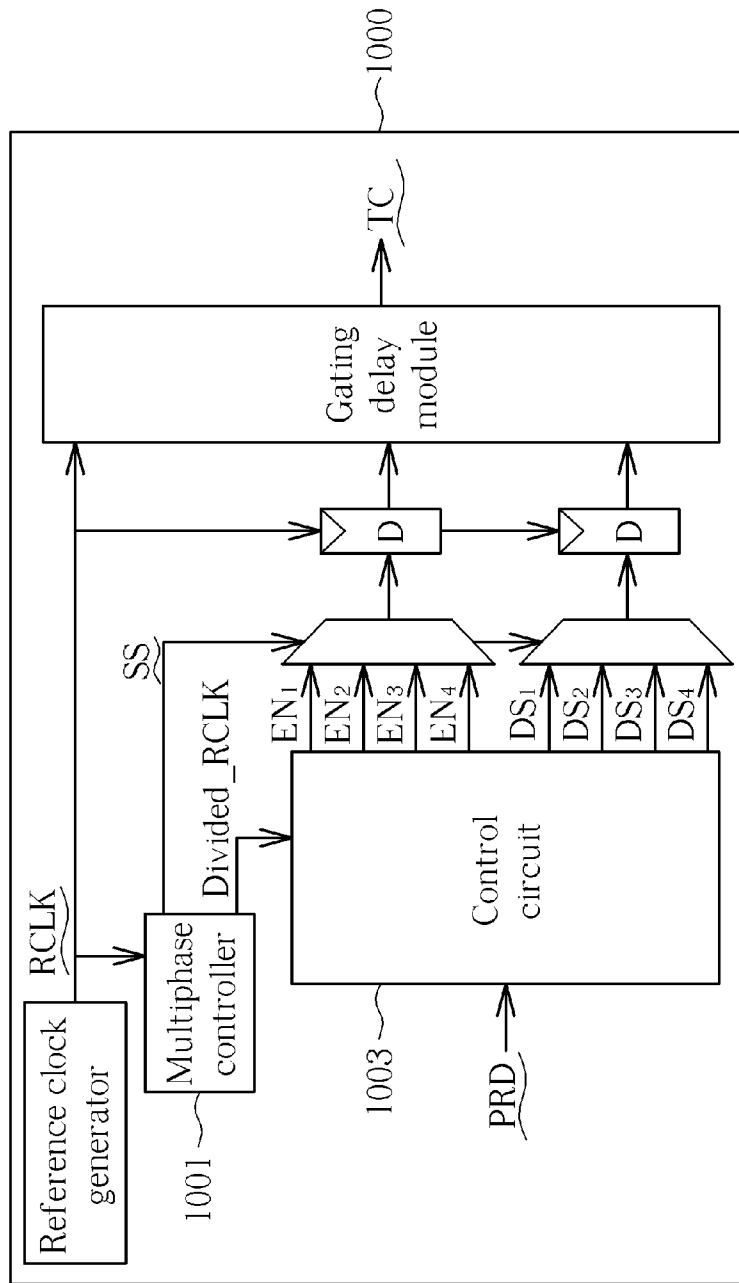 Reference clock
generator
RCLK
Multiphase
controller
1001
SS
Divided_RCLK
PRD
1003
Control
circuit
EN1
EN2
EN3
EN4
DS1
DS2
DS3
DS4
D
D
Gating
delay
module
TC
1000